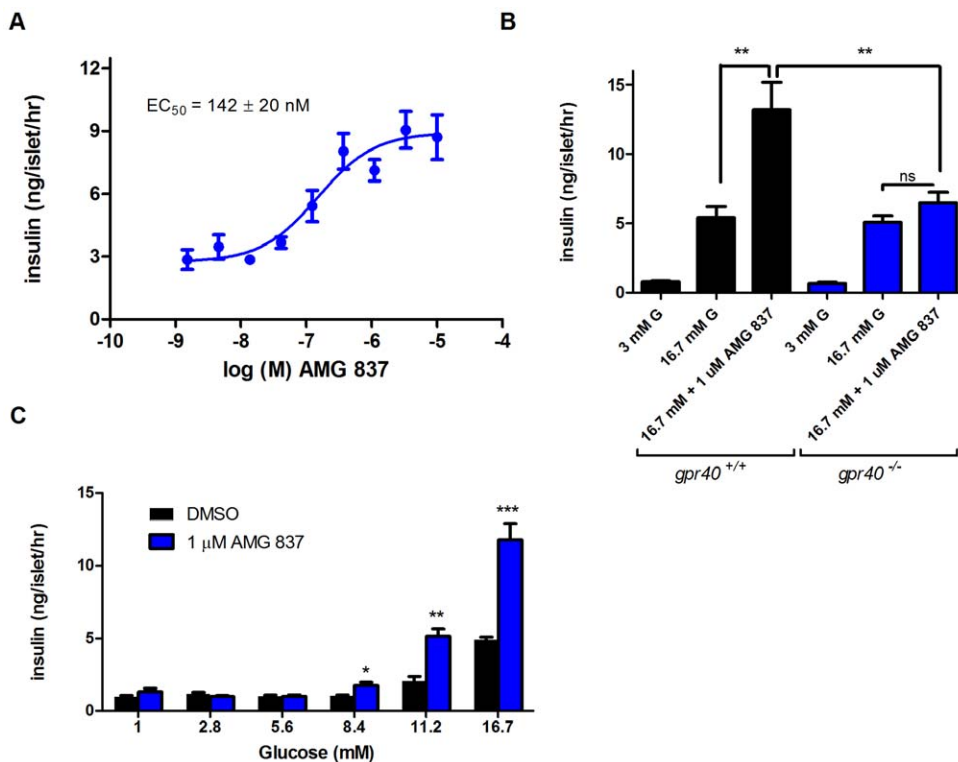 A
insulin (ng/islet/hr)
12
9
6
3
0
EC50 = 142 ± 20 nM
-10 -9 -8 -7 -6 -5 -4
log (M) AMG 837
B
insulin (ng/islet/hr)
15
10
5
0
** **
ns
3 mM G
16.7 mM G
16.7 mM + 1 uM AMG 837
3 mM G
16.7 mM G
16.7 mM + 1 uM AMG 837
gpr40 +/+ gpr40 -/-
C
insulin (ng/islet/hr)
15
10
5
0
DMSO
1 μM AMG 837
*
**
***
1 2.8 5.6 8.4 11.2 16.7
Glucose (mM)